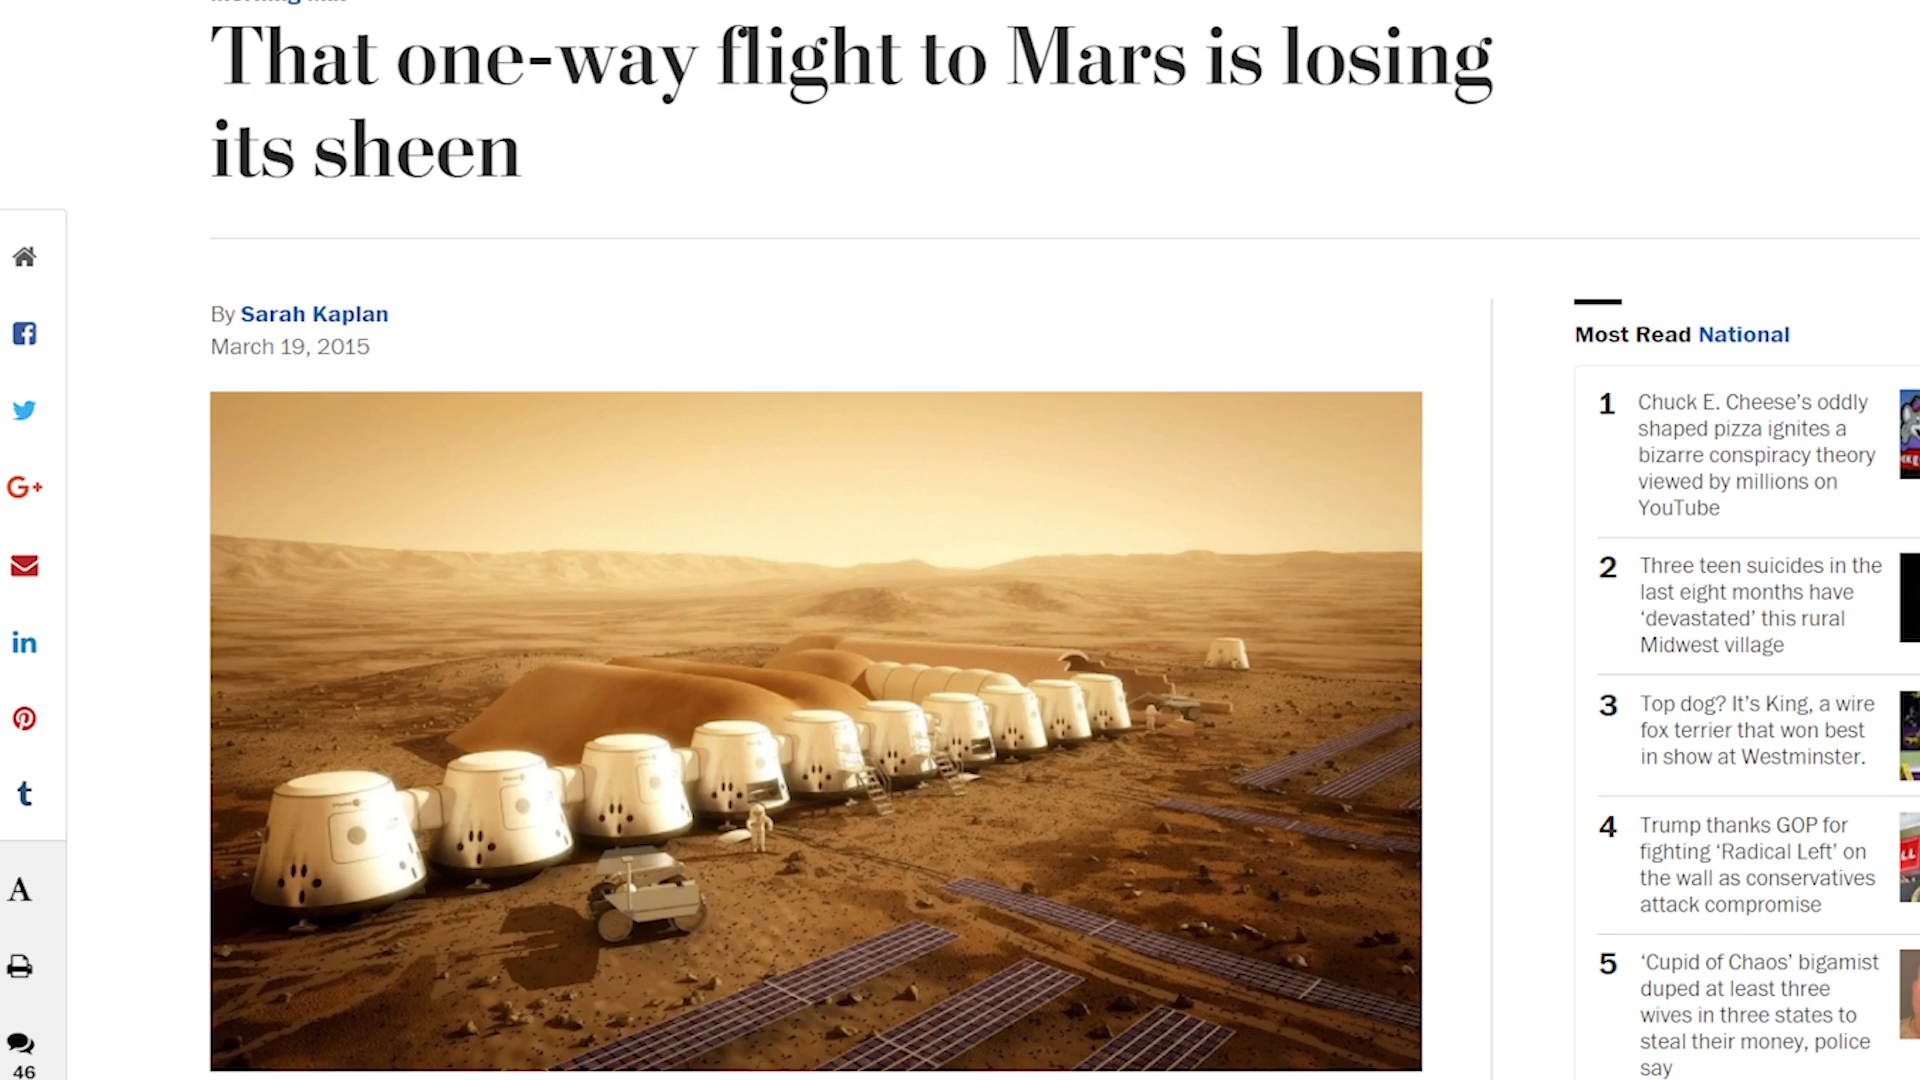 That one-way flight to Mars is losing
its sheen
By Sarah Kaplan
March 19, 2015
Most Read National
1 Chuck E. Cheese’s oddly
shaped pizza ignites a
bizarre conspiracy theory
viewed by millions on
YouTube
2 Three teen suicides in the
last eight months have
‘devastated’ this rural
Midwest village
3 Top dog? It’s King, a wire
fox terrier that won best
in show at Westminster.
4 Trump thanks GOP for
fighting ‘Radical Left’ on
the wall as conservatives
attack compromise
5 ‘Cupid of Chaos’ bigamist
duped at least three
wives in three states to
steal their money, police
say
G+
in
t
A
46